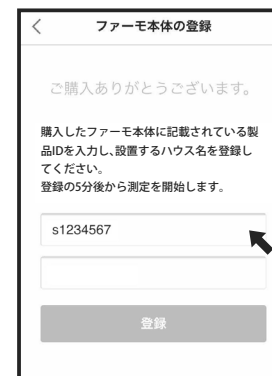 ファーモ本体の登録
ご購入ありがとうございます。
購入したファーモ本体に記載されている製
品IDを入力し、設置するハウス名を登録し
てください。
登録の5分後から測定を開始します。
s1234567
登録